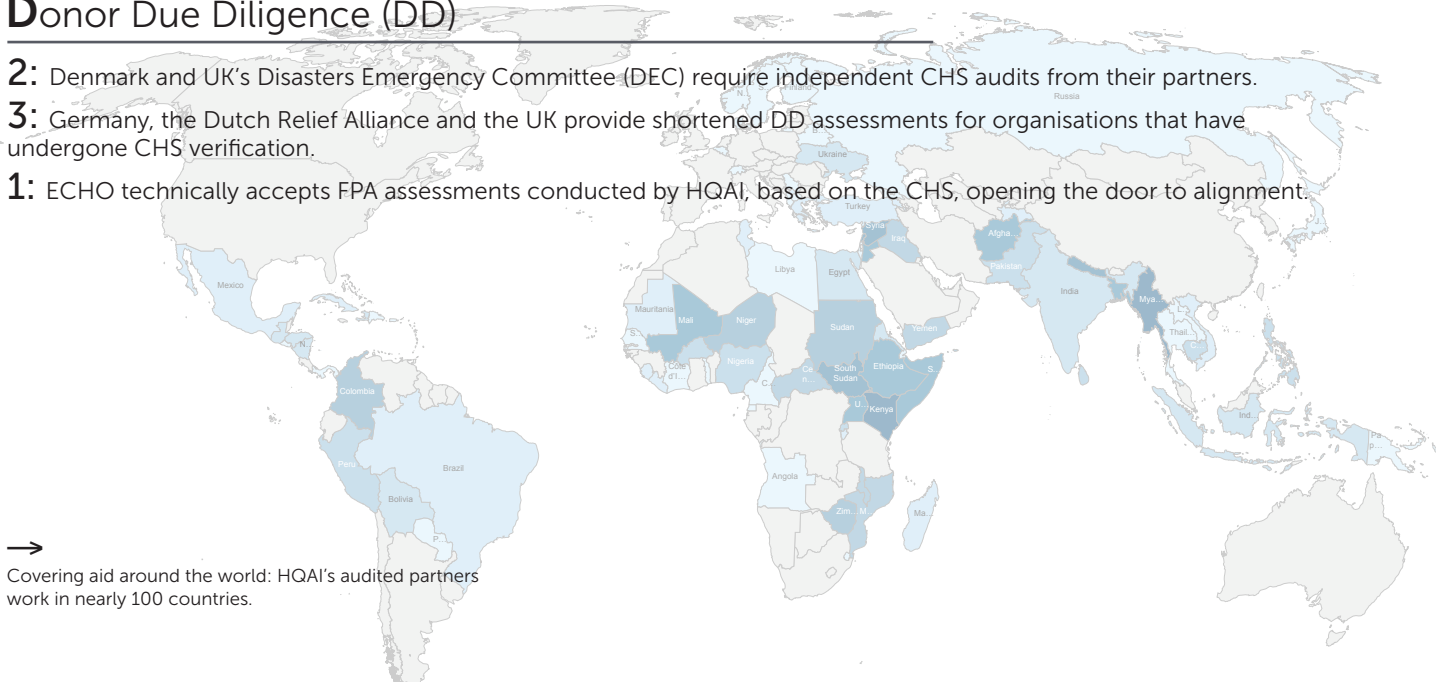 Donor Due Diligence (DD)
2: Denmark and UK's Disasters Emergency Committee (DEC) require independent CHS audits from their partners.
3: Germany, the Dutch Relief Alliance and the UK provide shortened DD assessments for organisations that have
undergone CHS verification.
1: ECHO technically accepts FPA assessments conducted by HQAI, based on the CHS, opening the door to alignment.
Russia
Ukraine
Turkey
Syria
Iraq
Afgha...
Pakistan
Mexico
Libya
Egypt
India
Mya...
Mauritania
Mali
Niger
Sudan
Yemen
Thail...
N...
S...
Nigeria
Côte
d'I...
C...
Ce
n...
South
Sudan
Ethiopia
S...
C...
Colombia
U...
Kenya
Ind...
Pa
p...
Peru
Brazil
Bolivia
Angola
Zim...
M...
Ma...
P...
→
Covering aid around the world: HQAI's audited partners
work in nearly 100 countries.